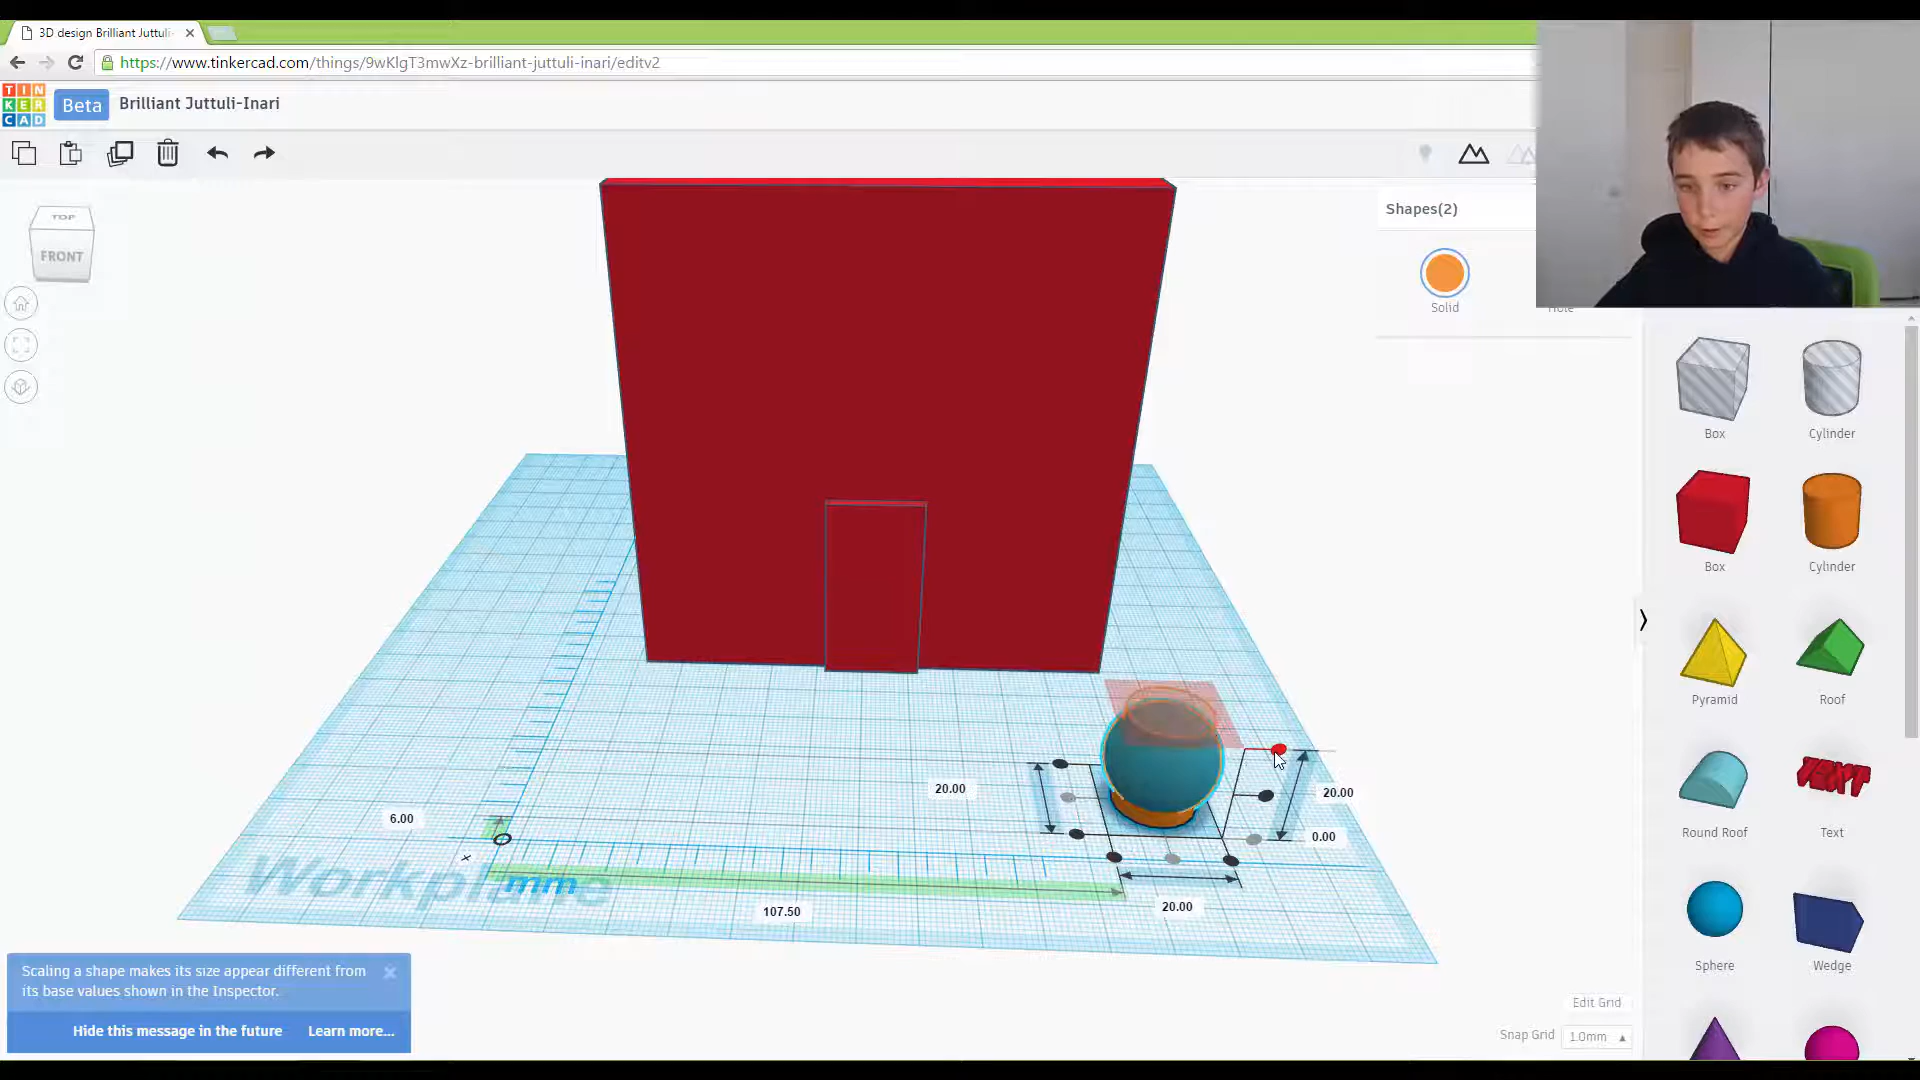 3D design Brilliant Juttuli-
https://www.tinkercad.com/things/9wKlgT3mwXz-brilliant-juttuli-inari/editv2
TIN
KER
CAD
Beta
Brilliant Juttuli-Inari
TOP
FRONT
Shapes(2)
Solid
Hole
Box
Cylinder
Box
Cylinder
Pyramid
Roof
Round Roof
TEXT
Text
Sphere
Wedge
20.00
20.00
6.00
0.00
Workplane
mm
107.50
20.00
Scaling a shape makes its size appear different from
its base values shown in the Inspector.
Hide this message in the future
Learn more...
Edit Grid
Snap Grid
1.0mm